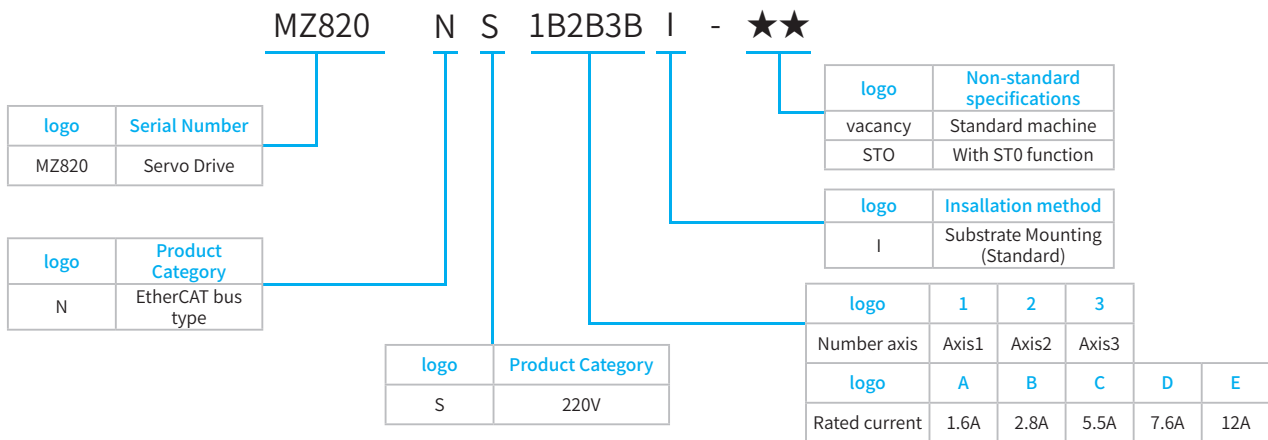 MZ820 N S 1B2B3B I - ★★
logo Serial Number
MZ820 Servo Drive
logo Product
Category
N EtherCAT bus
type
logo Product Category
S 220V
logo Non-standard
specifications
vacancy Standard machine
STO With ST0 function
logo Insallation method
I Substrate Mounting
(Standard)
logo 1 2 3
Number axis Axis1 Axis2 Axis3
logo A B C D E
Rated current 1.6A 2.8A 5.5A 7.6A 12A